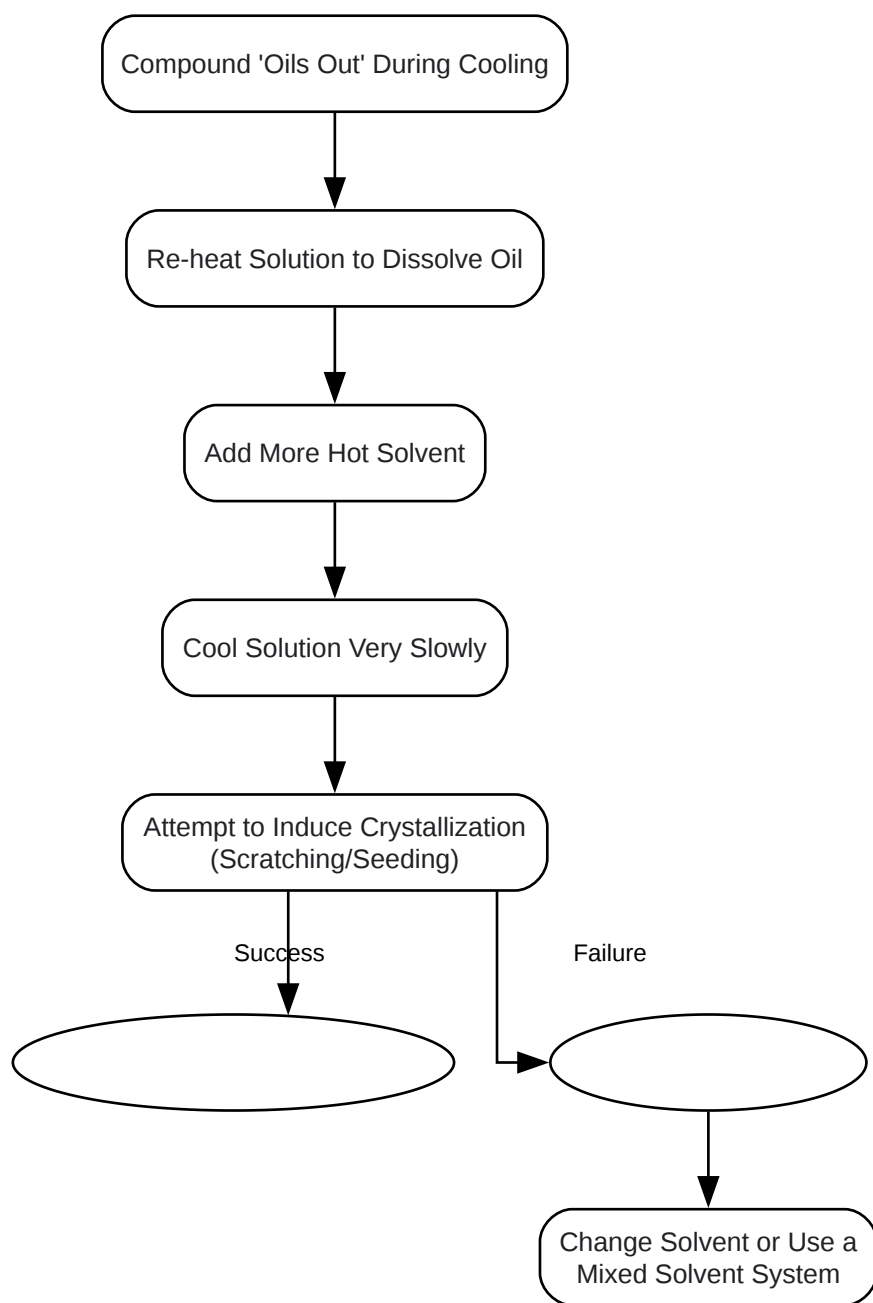 Compound 'Oils Out' During Cooling
Re-heat Solution to Dissolve Oil
Add More Hot Solvent
Cool Solution Very Slowly
Attempt to Induce Crystallization
(Scratching/Seeding)
Success
Failure
Change Solvent or Use a
Mixed Solvent System